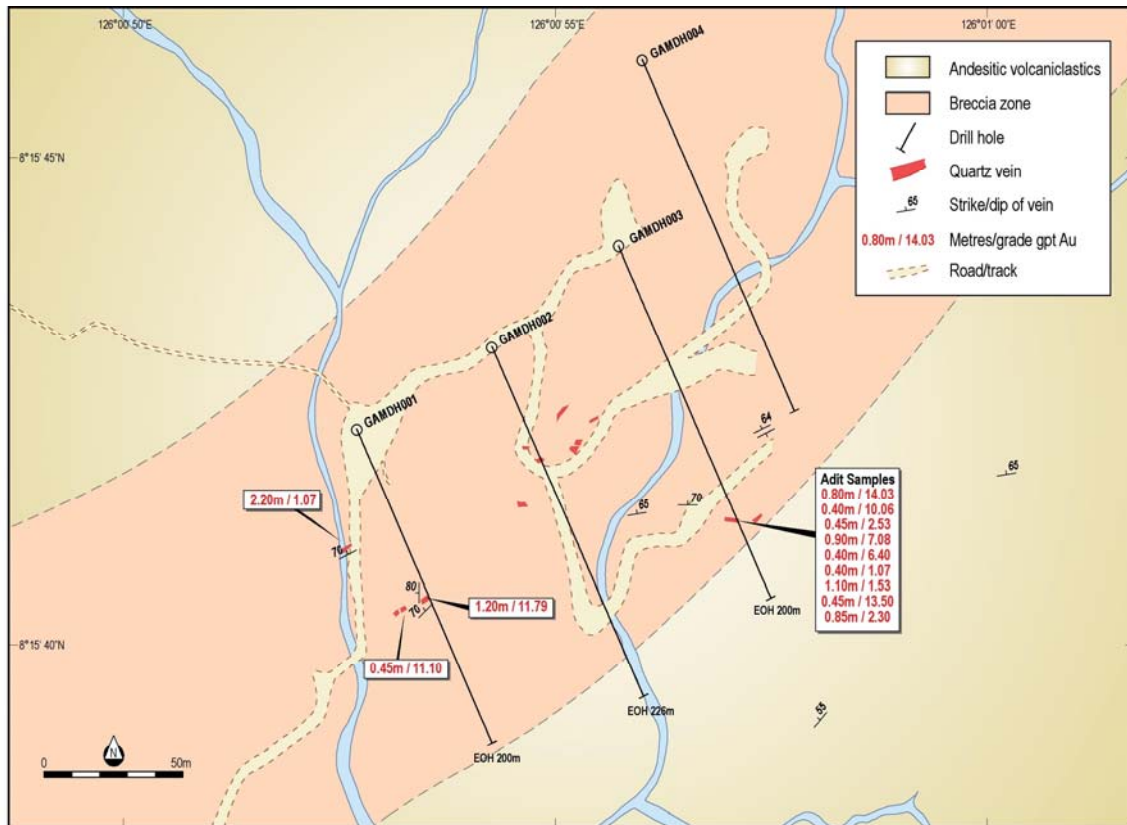 126° 00' 50"E
126° 00' 55"E
126° 01' 00"E
8° 15' 45"N
8° 15' 40"N
GAMDH004
GAMDH003
GAMDH002
GAMDH001
Andesitic volcaniclastics
Breccia zone
Drill hole
Quartz vein
65
Strike/dip of vein
0.80m / 14.03
Metres/grade gpt Au
Road/track
2.20m / 1.07
70
80
70
1.20m / 11.79
0.45m / 11.10
64
65
70
65
55
Adit Samples
0.80m / 14.03
0.40m / 10.06
0.45m / 2.53
0.90m / 7.08
0.40m / 6.40
0.40m / 1.07
1.10m / 1.53
0.45m / 13.50
0.85m / 2.30
EOH 200m
EOH 226m
EOH 200m
N
0
50m